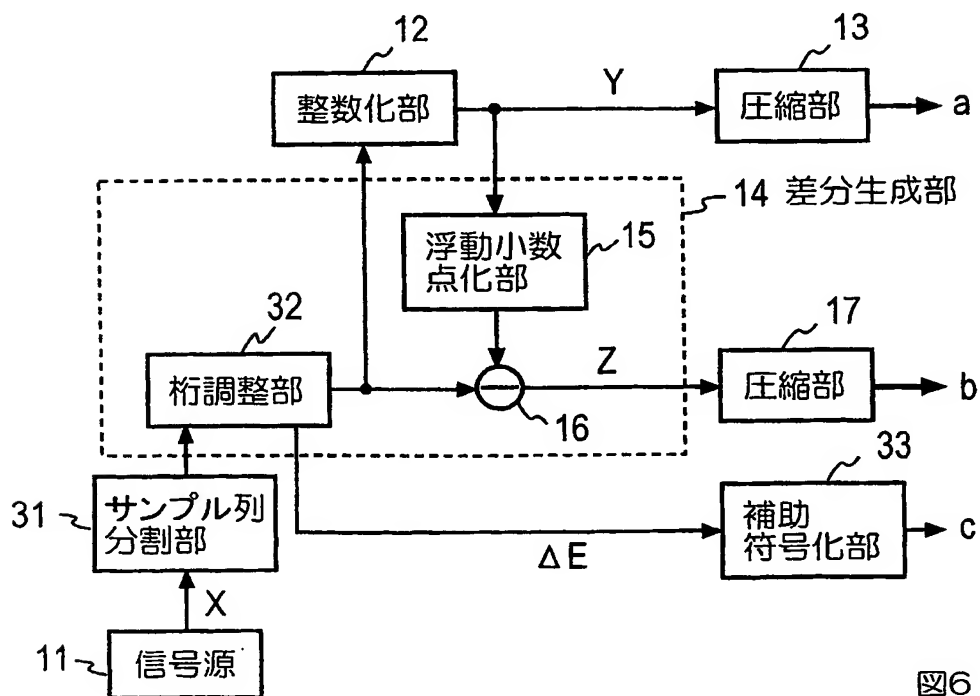 12
整数化部
Y
13
圧縮部
a
14 差分生成部
浮動小数
点化部
15
32
桁調整部
Z
16
17
圧縮部
b
31
サンプル列
分割部
ΔE
33
補助
符号化部
c
X
11
信号源
図6